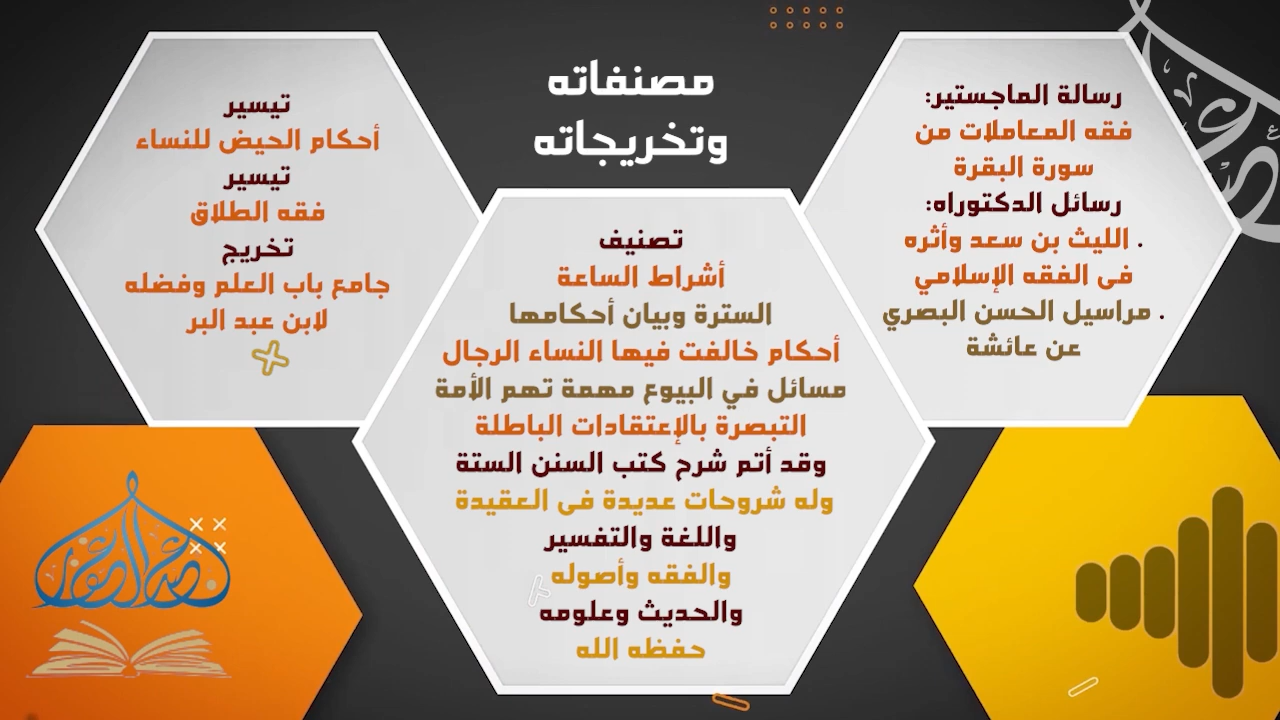 مصنفاته
وتخريجاته
رسالة الماجستير:
فقه المعاملات من
سورة البقرة
رسائل الدكتوراه:
. الليث بن سعد وأثره
فى الفقه الإسلامي
. مراسيل الحسن البصري
عن عائشة
تصنيف
أشراط الساعة
السترة وبيان أحكامها
أحكام خالفت فيها النساء الرجال
مسائل في البيوع مهمة تهم الأمة
التبصرة بالإعتقادات الباطلة
وقد أتم شرح كتب السنن الستة
وله شروحات عديدة فى العقيدة
واللغة والتفسير
والفقه وأصوله
والحديث وعلومه
حفظه الله
تيسير
أحكام الحيض للنساء
تيسير
فقه الطلاق
تخريج
جامع باب العلم وفضله
لابن عبد البر